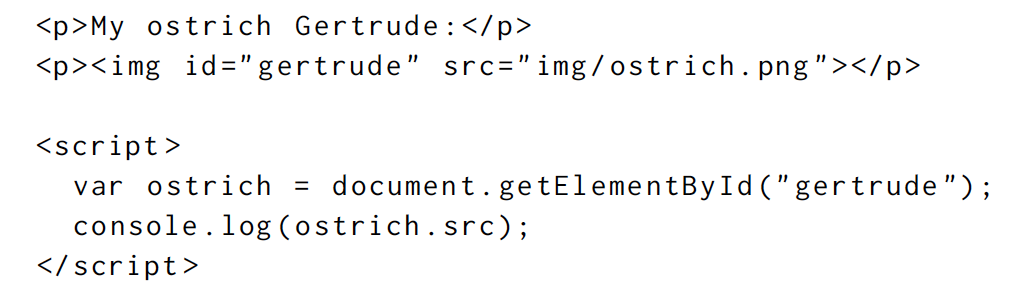 <p>My ostrich Gertrude:</p>
<p><img id="gertrude" src="img/ostrich.png"></p>

<script>
  var ostrich = document.getElementById("gertrude");
  console.log(ostrich.src);
</script>